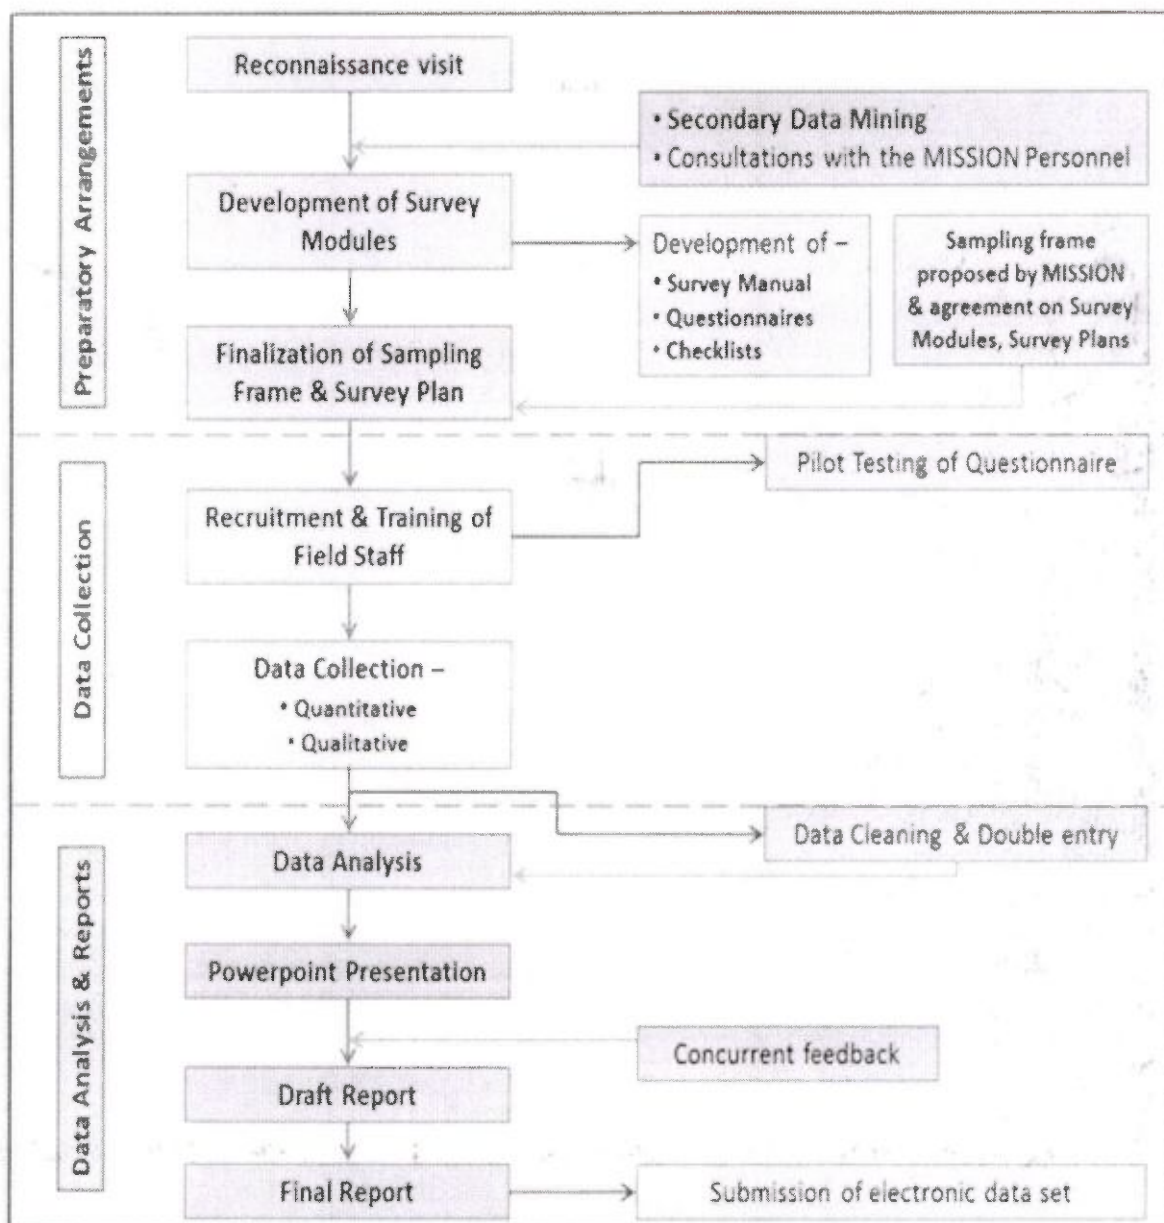 Preparatory Arrangements
Reconnaissance visit
• Secondary Data Mining
• Consultations with the MISSION Personnel
Development of Survey
Modules
Development of –
• Survey Manual
• Questionnaires
• Checklists
Sampling frame
proposed by MISSION
& agreement on Survey
Modules, Survey Plans
Finalization of Sampling
Frame & Survey Plan
Data Collection
Pilot Testing of Questionnaire
Recruitment & Training of
Field Staff
Data Collection –
• Quantitative
• Qualitative
Data Analysis & Reports
Data Cleaning & Double entry
Data Analysis
Powerpoint Presentation
Concurrent feedback
Draft Report
Final Report
Submission of electronic data set